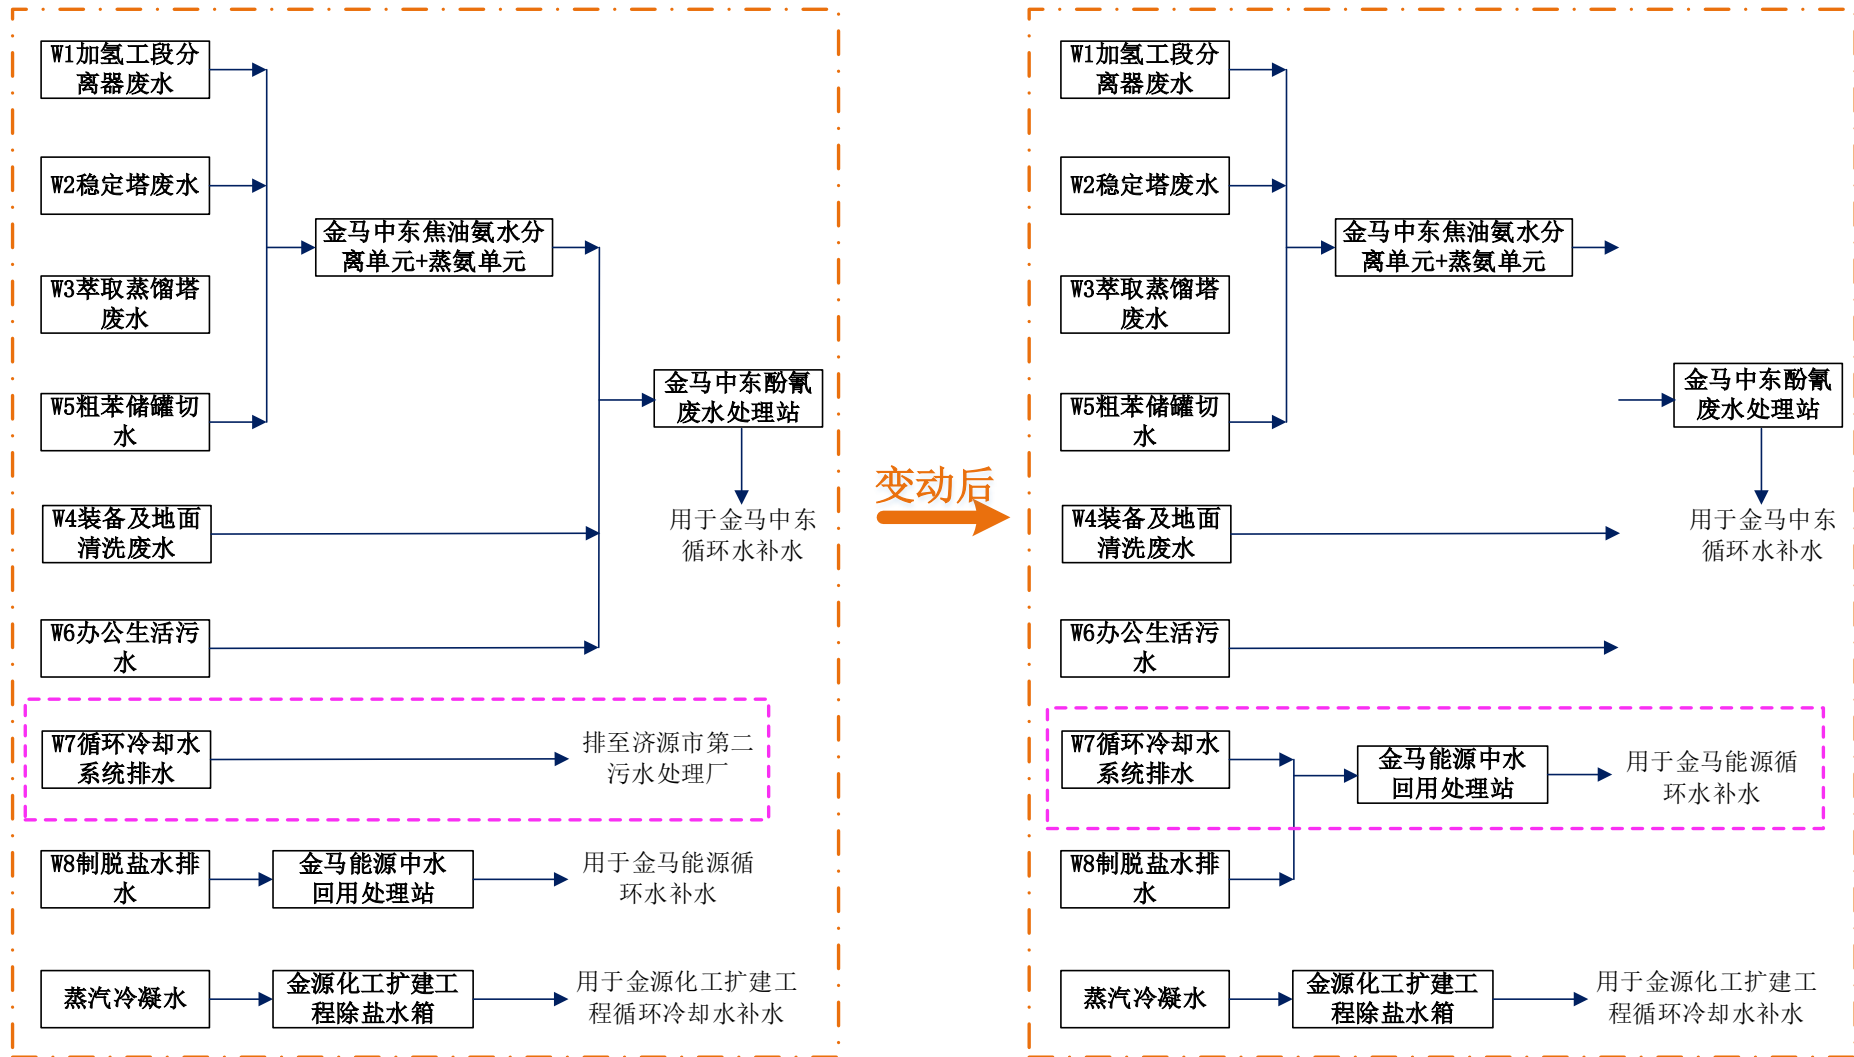 W1加氢工段分
离器废水
W2稳定塔废水
金马中东焦油氨水分
离单元+蒸氨单元
W3萃取蒸馏塔
废水
金马中东酚氰
废水处理站
W5粗苯储罐切
水
用于金马中东
循环水补水
W4装备及地面
清洗废水
W6办公生活污
水
W7循环冷却水
系统排水
排至济源市第二
污水处理厂
W8制脱盐水排
水
金马能源中水
回用处理站
用于金马能源循
环水补水
蒸汽冷凝水
金源化工扩建工
程除盐水箱
用于金源化工扩建工
程循环冷却水补水
变动后
W1加氢工段分
离器废水
W2稳定塔废水
金马中东焦油氨水分
离单元+蒸氨单元
W3萃取蒸馏塔
废水
金马中东酚氰
废水处理站
W5粗苯储罐切
水
用于金马中东
循环水补水
W4装备及地面
清洗废水
W6办公生活污
水
W7循环冷却水
系统排水
金马能源中水
回用处理站
用于金马能源循
环水补水
W8制脱盐水排
水
蒸汽冷凝水
金源化工扩建工
程除盐水箱
用于金源化工扩建工
程循环冷却水补水